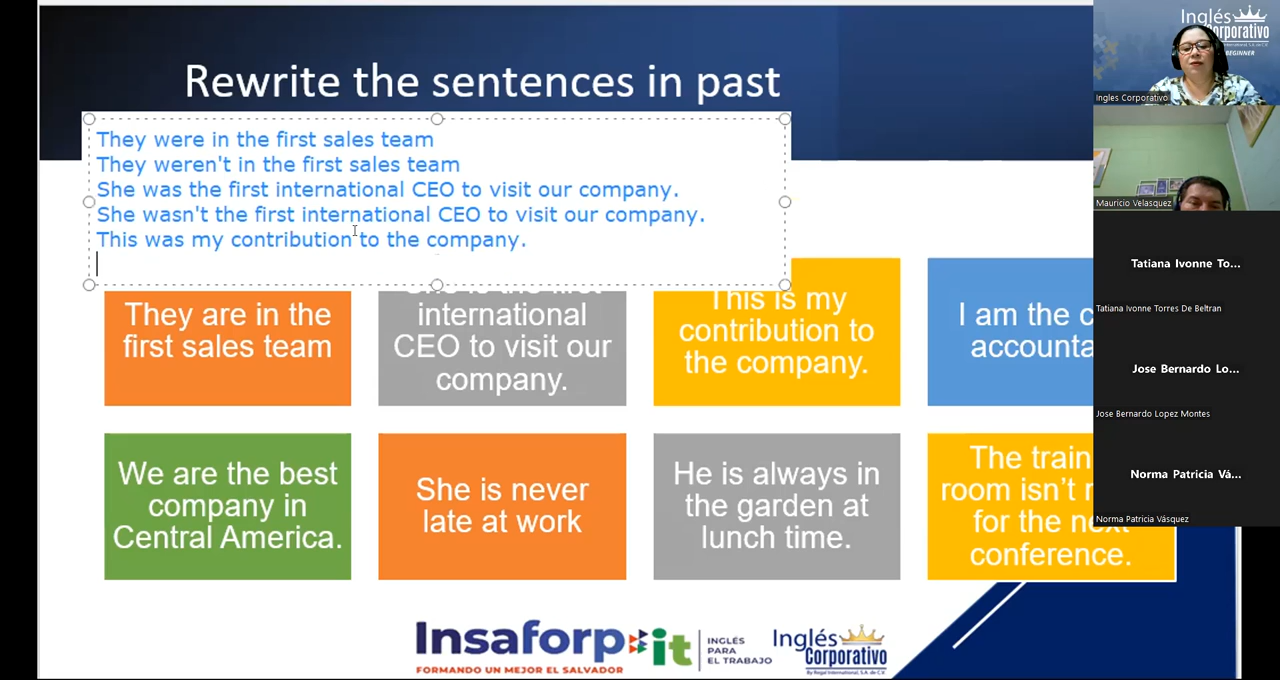 Rewrite the sentences in past
They were in the first sales team
They weren't in the first sales team
She was the first international CEO to visit our company.
She wasn't the first international CEO to visit our company.
This was my contribution to the company.
They are in the
first sales team
She is the first
international
CEO to visit our
company.
This is my
contribution to
the company.
I am the
We are the best
company in
Central America.
She is never
late at work
He is always in
the garden at
lunch time.
The
room isn't
for the next
conference.
Insaforp it
FORMANDO UN MEJOR EL SALVADOR
INGLÉS
PARA
EL TRABAJO
Inglés
Corporativo
By Regal International, S.A. de C.V.
Inglés
Corporativo
BEGINNER
Ingles Corporativo
Mauricio Velasquez
Tatiana Ivonne To...
Tatiana Ivonne Torres De Beltran
Jose Bernardo Lo...
Jose Bernardo Lopez Montes
Norma Patricia Vá...
Norma Patricia Vásquez